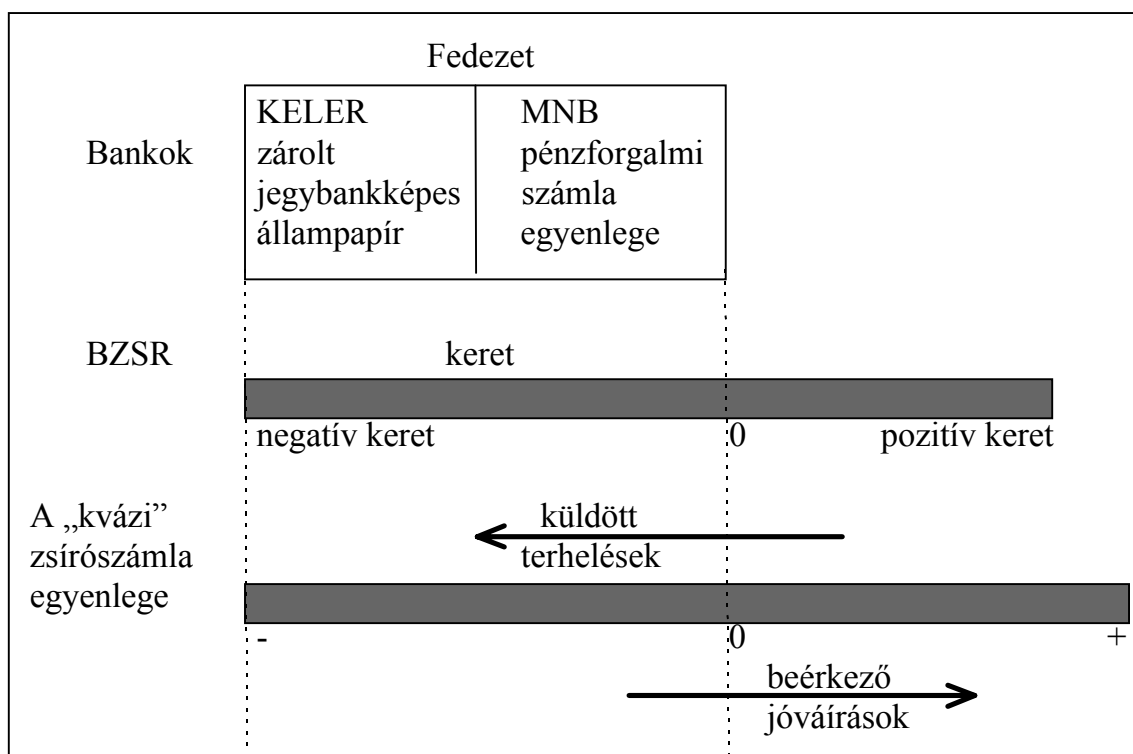 Fedezet
KELER
zárolt
jegybankképes
állampapír
MNB
pénzforgalmi
számla
egyenlege
Bankok
BZSR
keret
negatív keret
0
pozitív keret
A „kvázi”
zsírószámla
egyenlege
küldött
terhelések
-
0
+
beérkező
jóváírások